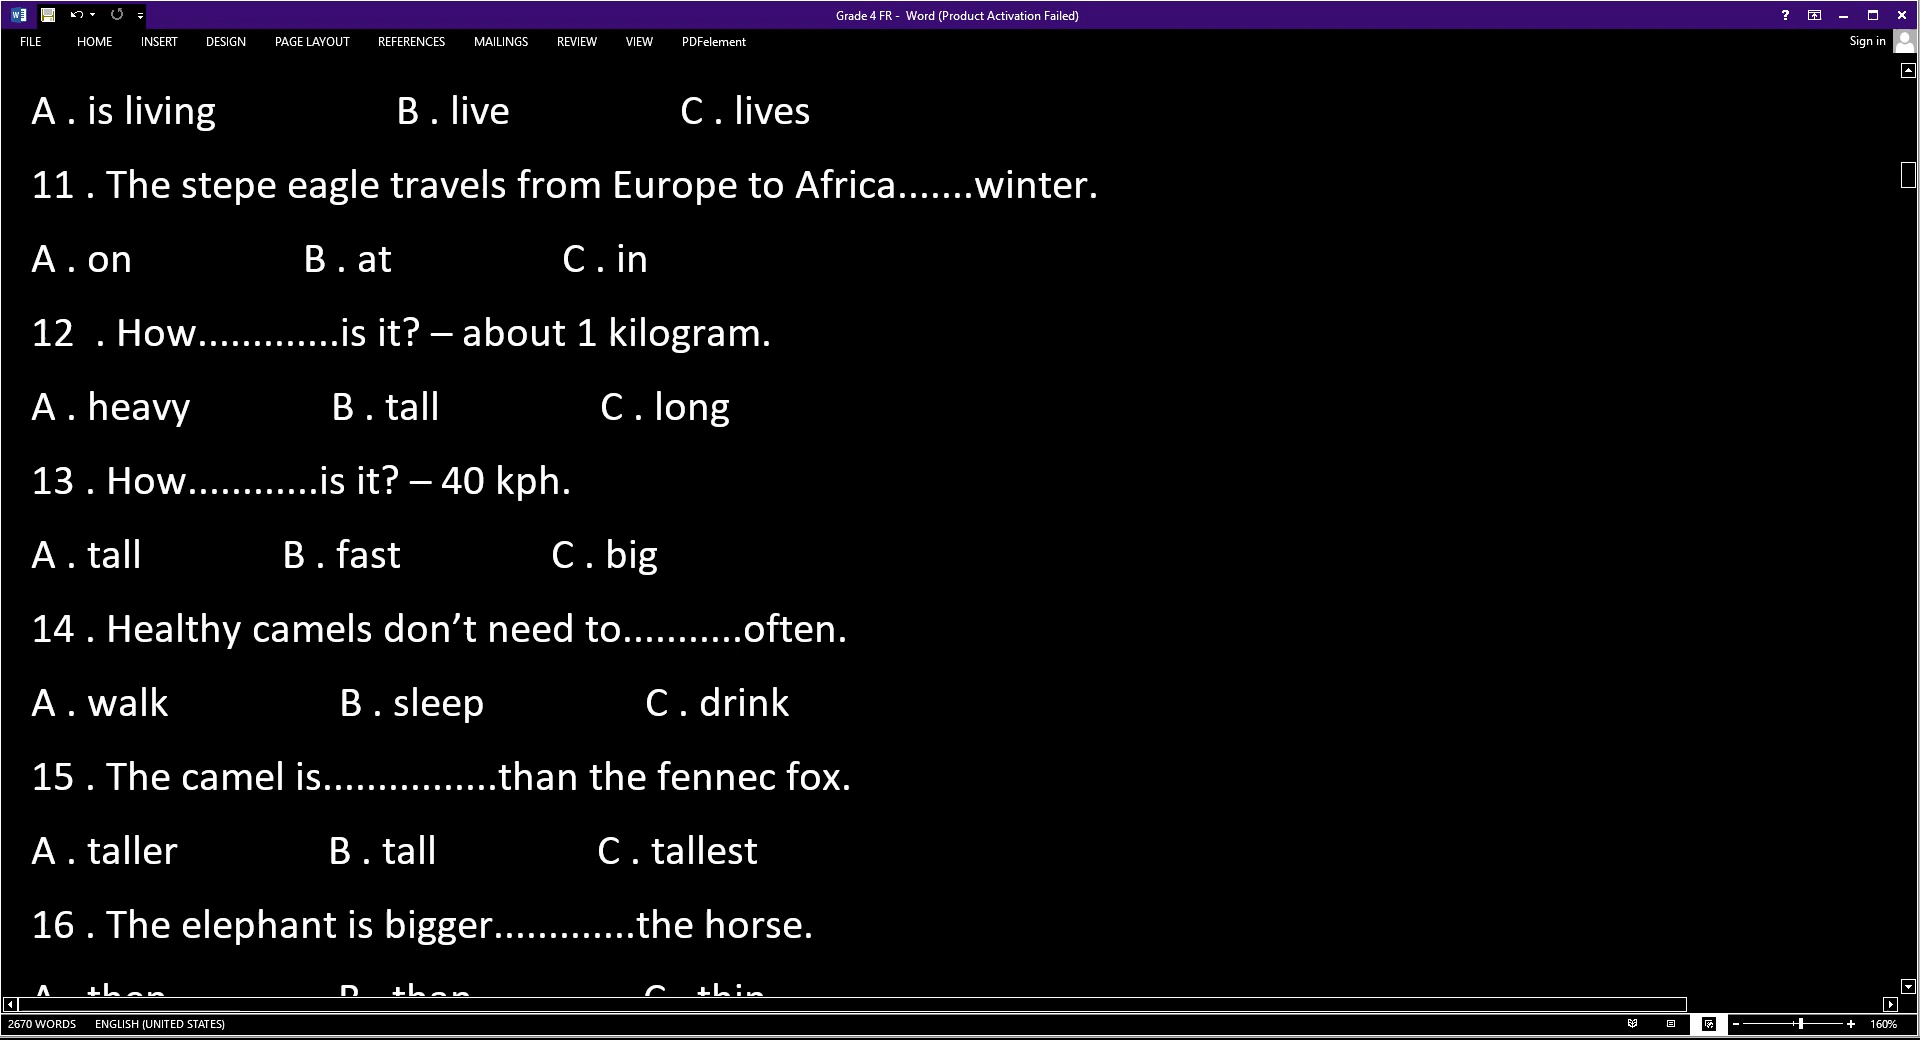 Grade 4 FR - Word (Product Activation Failed)
?
FILE HOME INSERT DESIGN PAGE LAYOUT REFERENCES MAILINGS REVIEW VIEW PDFelement Sign in
A . is living B . live C . lives
11 . The stepe eagle travels from Europe to Africa.......winter.
A . on B . at C . in
12 . How.............is it? – about 1 kilogram.
A . heavy B . tall C . long
13 . How............is it? – 40 kph.
A . tall B . fast C . big
14 . Healthy camels don’t need to...........often.
A . walk B . sleep C . drink
15 . The camel is................than the fennec fox.
A . taller B . tall C . tallest
16 . The elephant is bigger.............the horse.
2670 WORDS ENGLISH (UNITED STATES) 160%